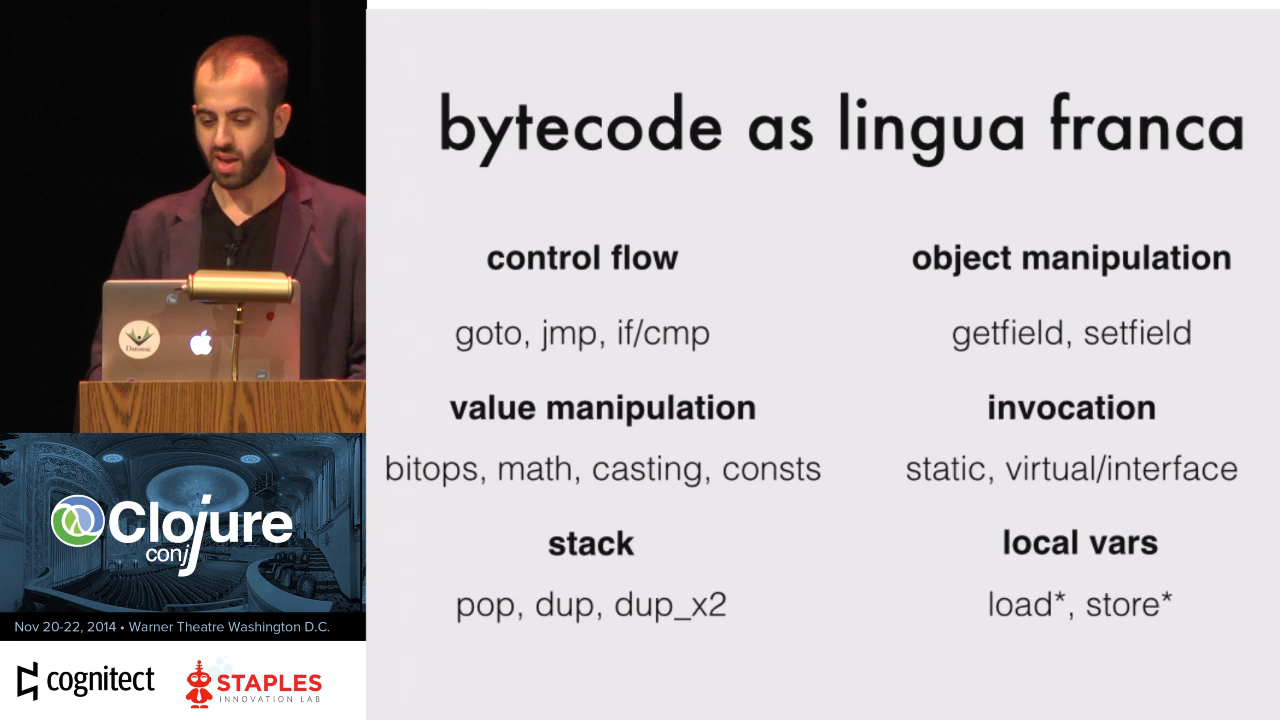 bytecode as lingua franca
control flow
goto, jmp, if/cmp
object manipulation
getfield, setfield
value manipulation
bitops, math, casting, consts
invocation
static, virtual/interface
stack
pop, dup, dup_x2
local vars
load*, store*
Datomic
Clojure
conj
Nov 20-22, 2014 • Warner Theatre Washington D.C.
cognitect
STAPLES
INNOVATION LAB